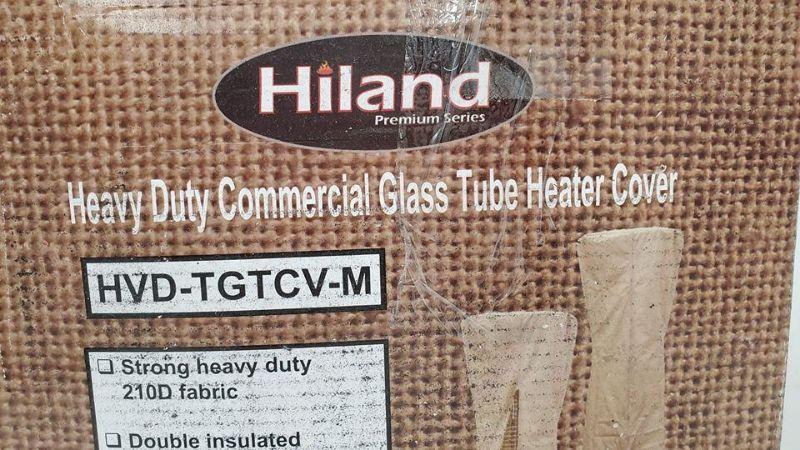 Hiland
Premium Series
Heavy Duty Commercial Glass Tube Heater Cover
HVD-TGTCV-M
❑ Strong heavy duty
210D fabric
❑ Double insulated